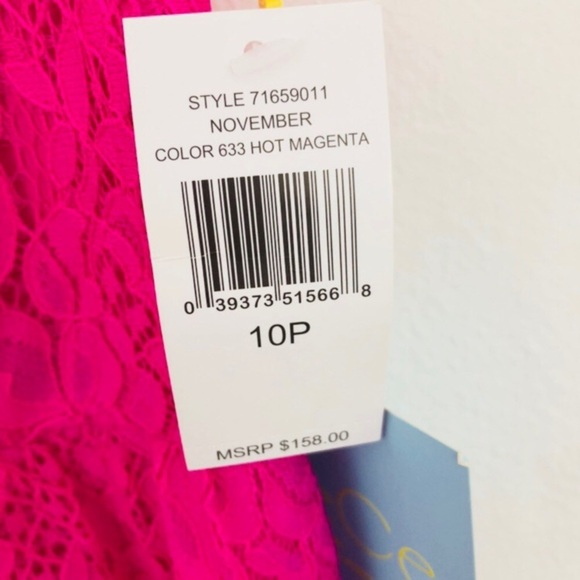 STYLE 71659011
NOVEMBER
COLOR 633 HOT MAGENTA
0 39373 51566 8
10P
MSRP $158.00